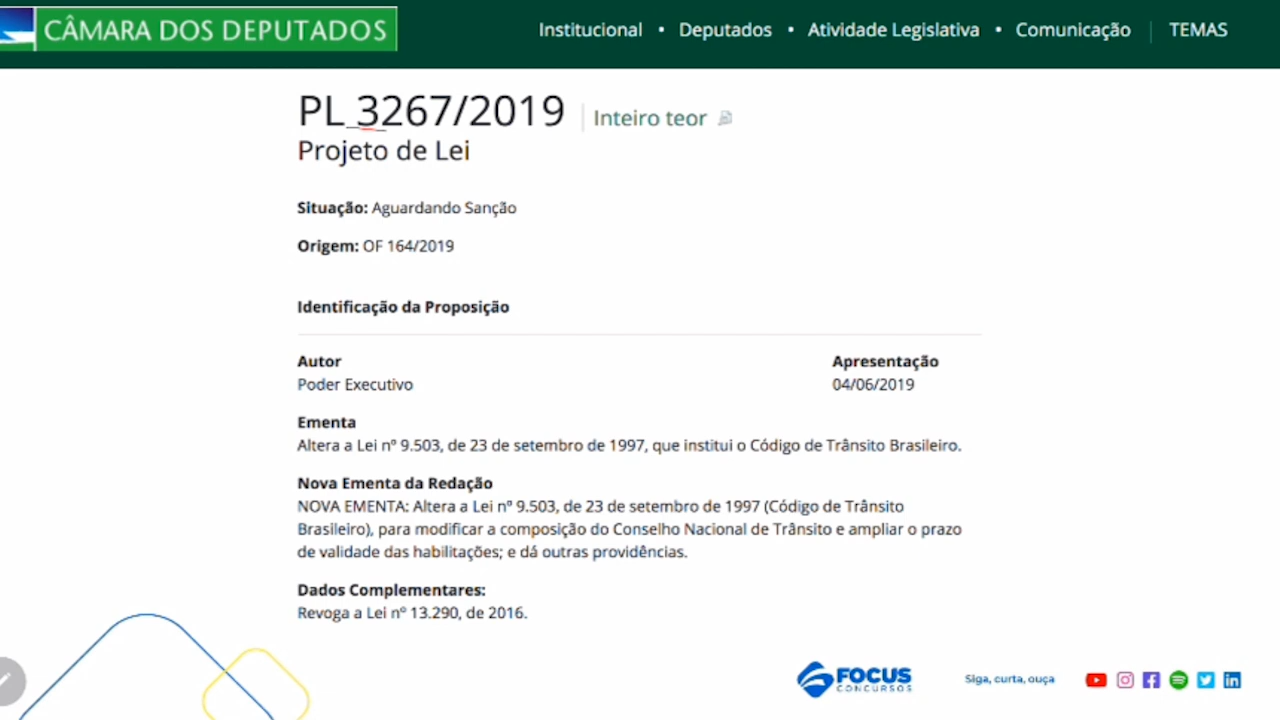 CÂMARA DOS DEPUTADOS
Institucional • Deputados • Atividade Legislativa • Comunicação | TEMAS
PL 3267/2019 | Inteiro teor
Projeto de Lei
Situação: Aguardando Sanção
Origem: OF 164/2019
Identificação da Proposição
Autor
Poder Executivo
Apresentação
04/06/2019
Ementa
Altera a Lei nº 9.503, de 23 de setembro de 1997, que institui o Código de Trânsito Brasileiro.
Nova Ementa da Redação
NOVA EMENTA: Altera a Lei nº 9.503, de 23 de setembro de 1997 (Código de Trânsito
Brasileiro), para modificar a composição do Conselho Nacional de Trânsito e ampliar o prazo
de validade das habilitações; e dá outras providências.
Dados Complementares:
Revoga a Lei nº 13.290, de 2016.
FOCUS
CONCURSOS
Siga, curta, ouça